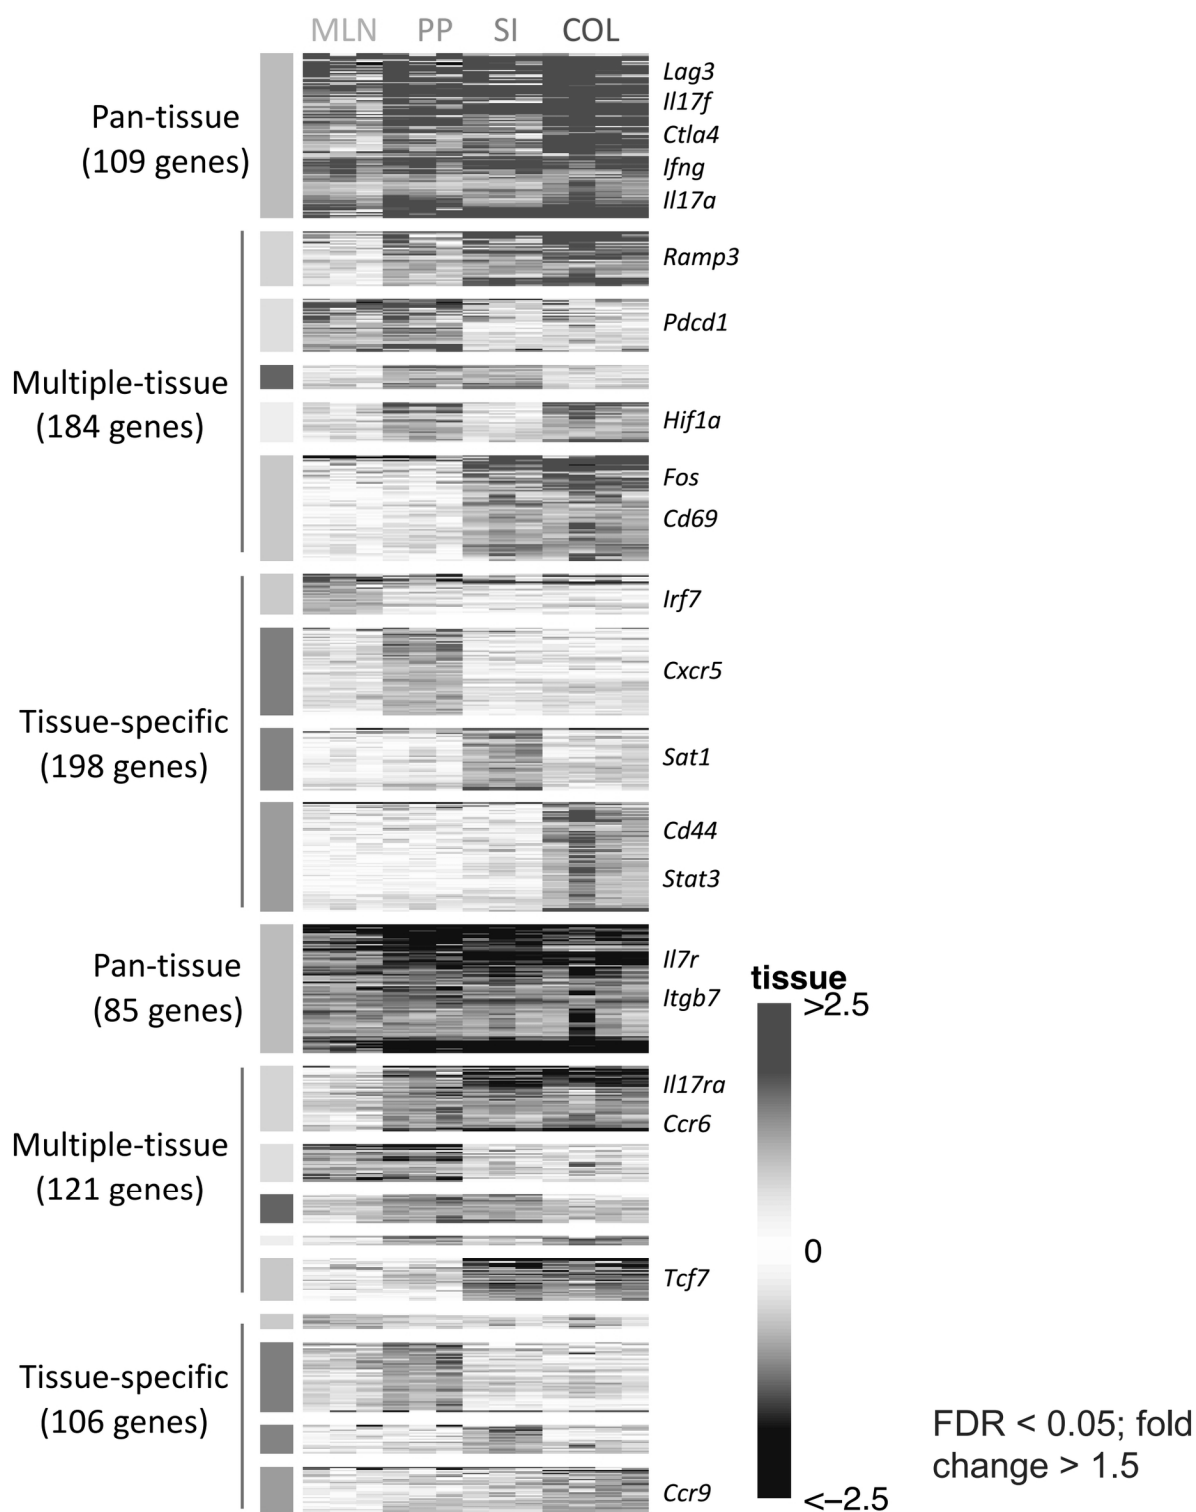 MLN PP SI COL
Pan-tissue
(109 genes)
Lag3
Il17f
Ctla4
Ifng
Il17a
Multiple-tissue
(184 genes)
Ramp3
Pdcd1
Hif1a
Fos
Cd69
Tissue-specific
(198 genes)
Irf7
Cxcr5
Sat1
Cd44
Stat3
Pan-tissue
(85 genes)
Il7r
Itgb7
Multiple-tissue
(121 genes)
Il17ra
Ccr6
Tcf7
Tissue-specific
(106 genes)
Ccr9
tissue
>2.5
0
<−2.5
FDR < 0.05; fold
change > 1.5